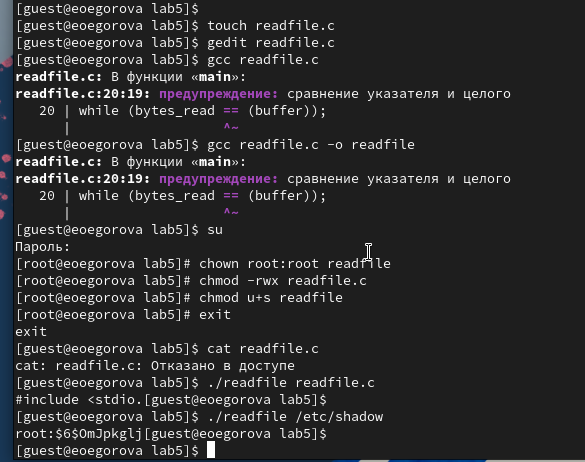 [guest@eoegorova lab5]$
[guest@eoegorova lab5]$ touch readfile.c
[guest@eoegorova lab5]$ gedit readfile.c
[guest@eoegorova lab5]$ gcc readfile.c
readfile.c: В функции «main»:
readfile.c:20:19: предупреждение: сравнение указателя и целого
   20 | while (bytes_read == (buffer));
      |                   ^~
[guest@eoegorova lab5]$ gcc readfile.c -o readfile
readfile.c: В функции «main»:
readfile.c:20:19: предупреждение: сравнение указателя и целого
   20 | while (bytes_read == (buffer));
      |                   ^~
[guest@eoegorova lab5]$ su
Пароль:
[root@eoegorova lab5]# chown root:root readfile
[root@eoegorova lab5]# chmod -rwx readfile.c
[root@eoegorova lab5]# chmod u+s readfile
[root@eoegorova lab5]# exit
exit
[guest@eoegorova lab5]$ cat readfile.c
cat: readfile.c: Отказано в доступе
[guest@eoegorova lab5]$ ./readfile readfile.c
#include <stdio.[guest@eoegorova lab5]$
[guest@eoegorova lab5]$ ./readfile /etc/shadow
root:$6$OmJpkglj[guest@eoegorova lab5]$
[guest@eoegorova lab5]$